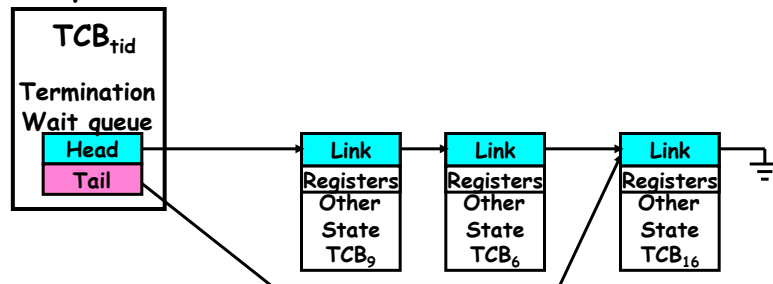 TCBtid
Termination
Wait queue
Head
Tail
Link
Registers
Other
State
TCB9
Link
Registers
Other
State
TCB6
Link
Registers
Other
State
TCB16